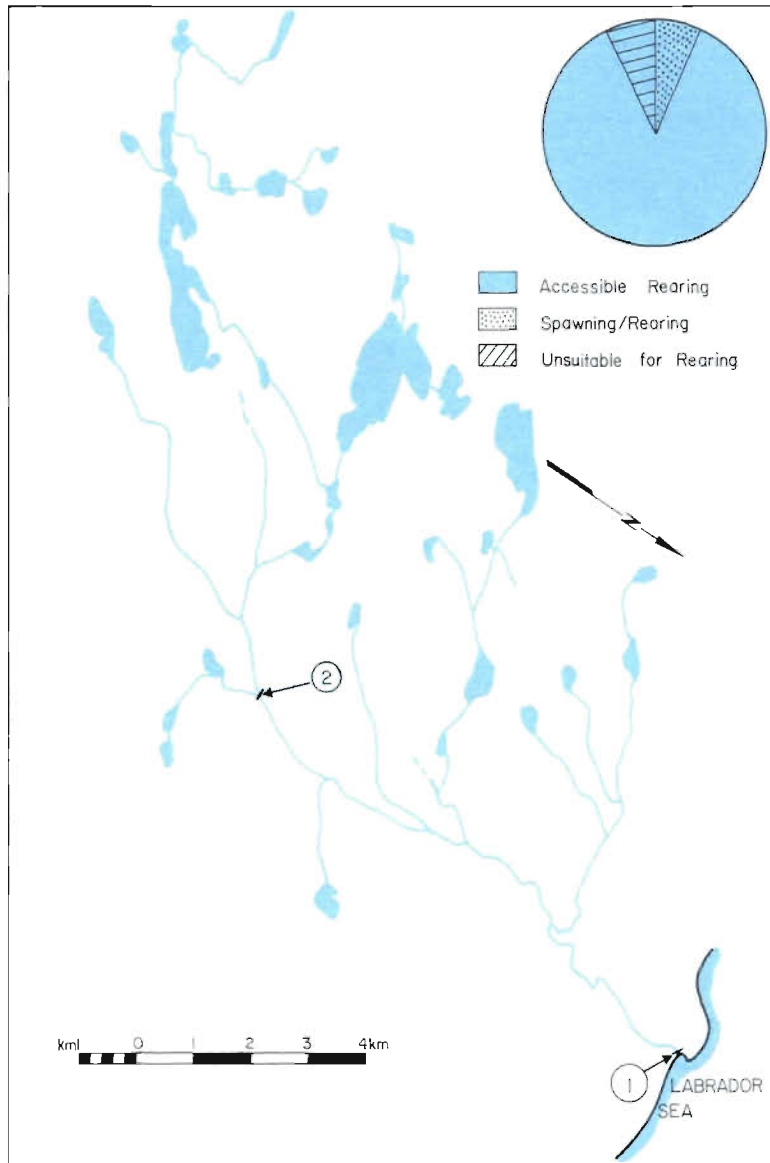 Accessible Rearing
Spawning/Rearing
Unsuitable for Rearing
N
2
km1 0 1 2 3 4km
1 LABRADOR
SEA